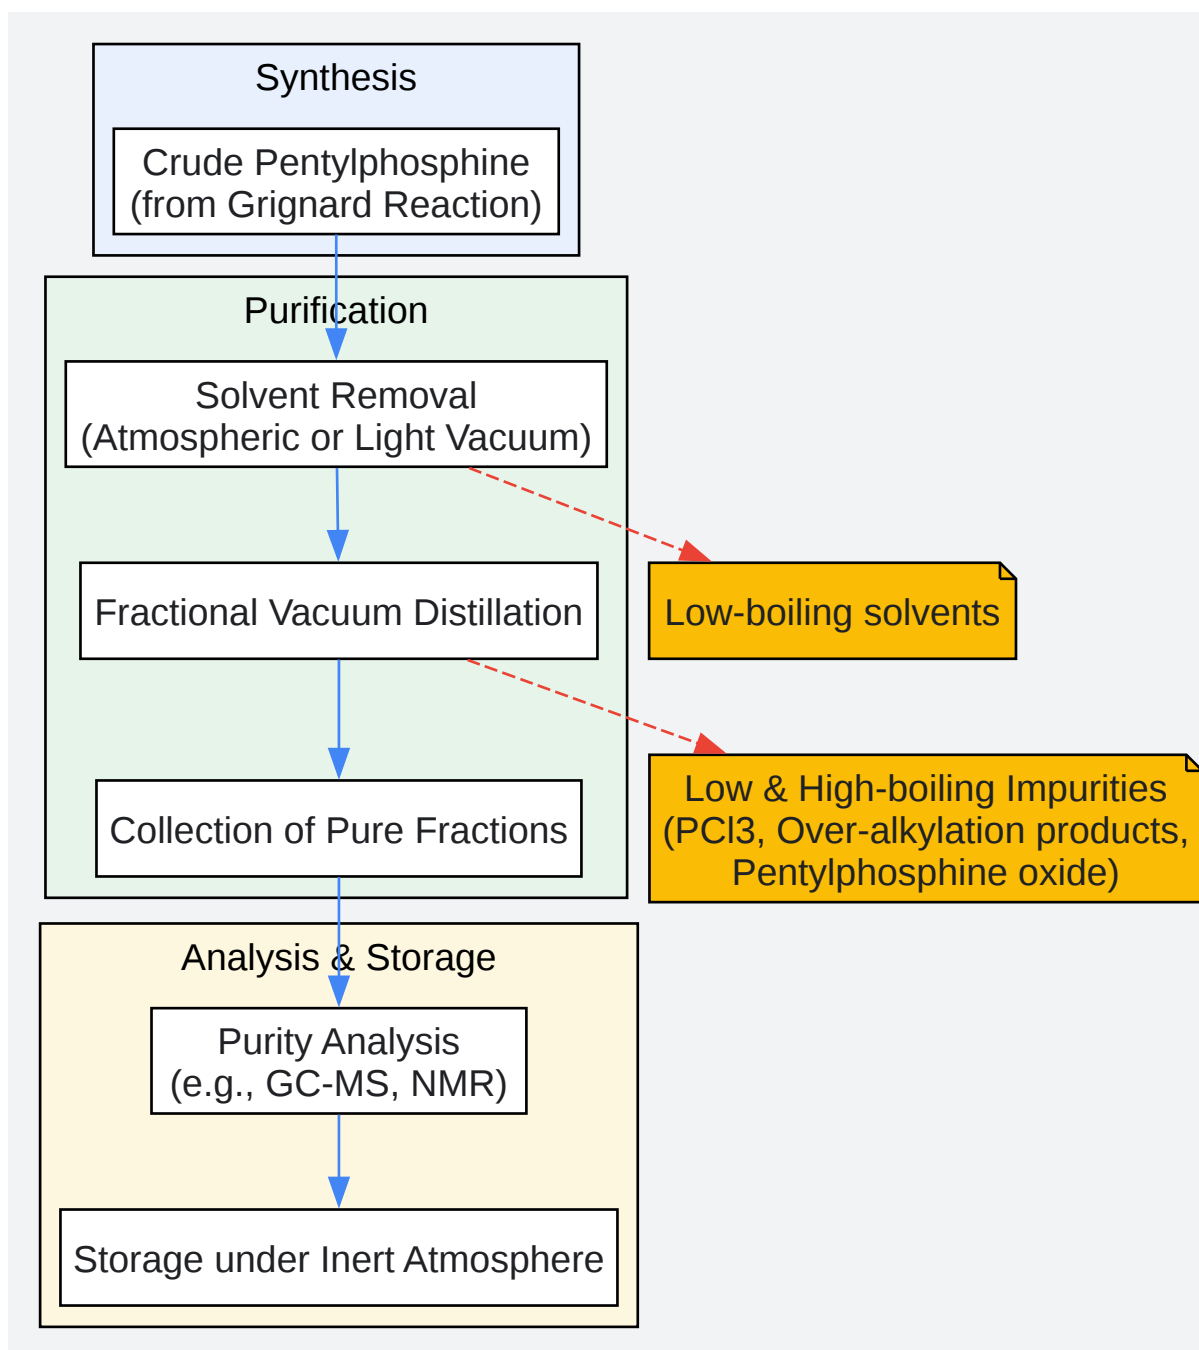 Synthesis
Crude Pentylphosphine
(from Grignard Reaction)
Purification
Solvent Removal
(Atmospheric or Light Vacuum)
Fractional Vacuum Distillation
Low-boiling solvents
Collection of Pure Fractions
Low & High-boiling Impurities
(PCl3, Over-alkylation products,
Pentylphosphine oxide)
Analysis & Storage
Purity Analysis
(e.g., GC-MS, NMR)
Storage under Inert Atmosphere